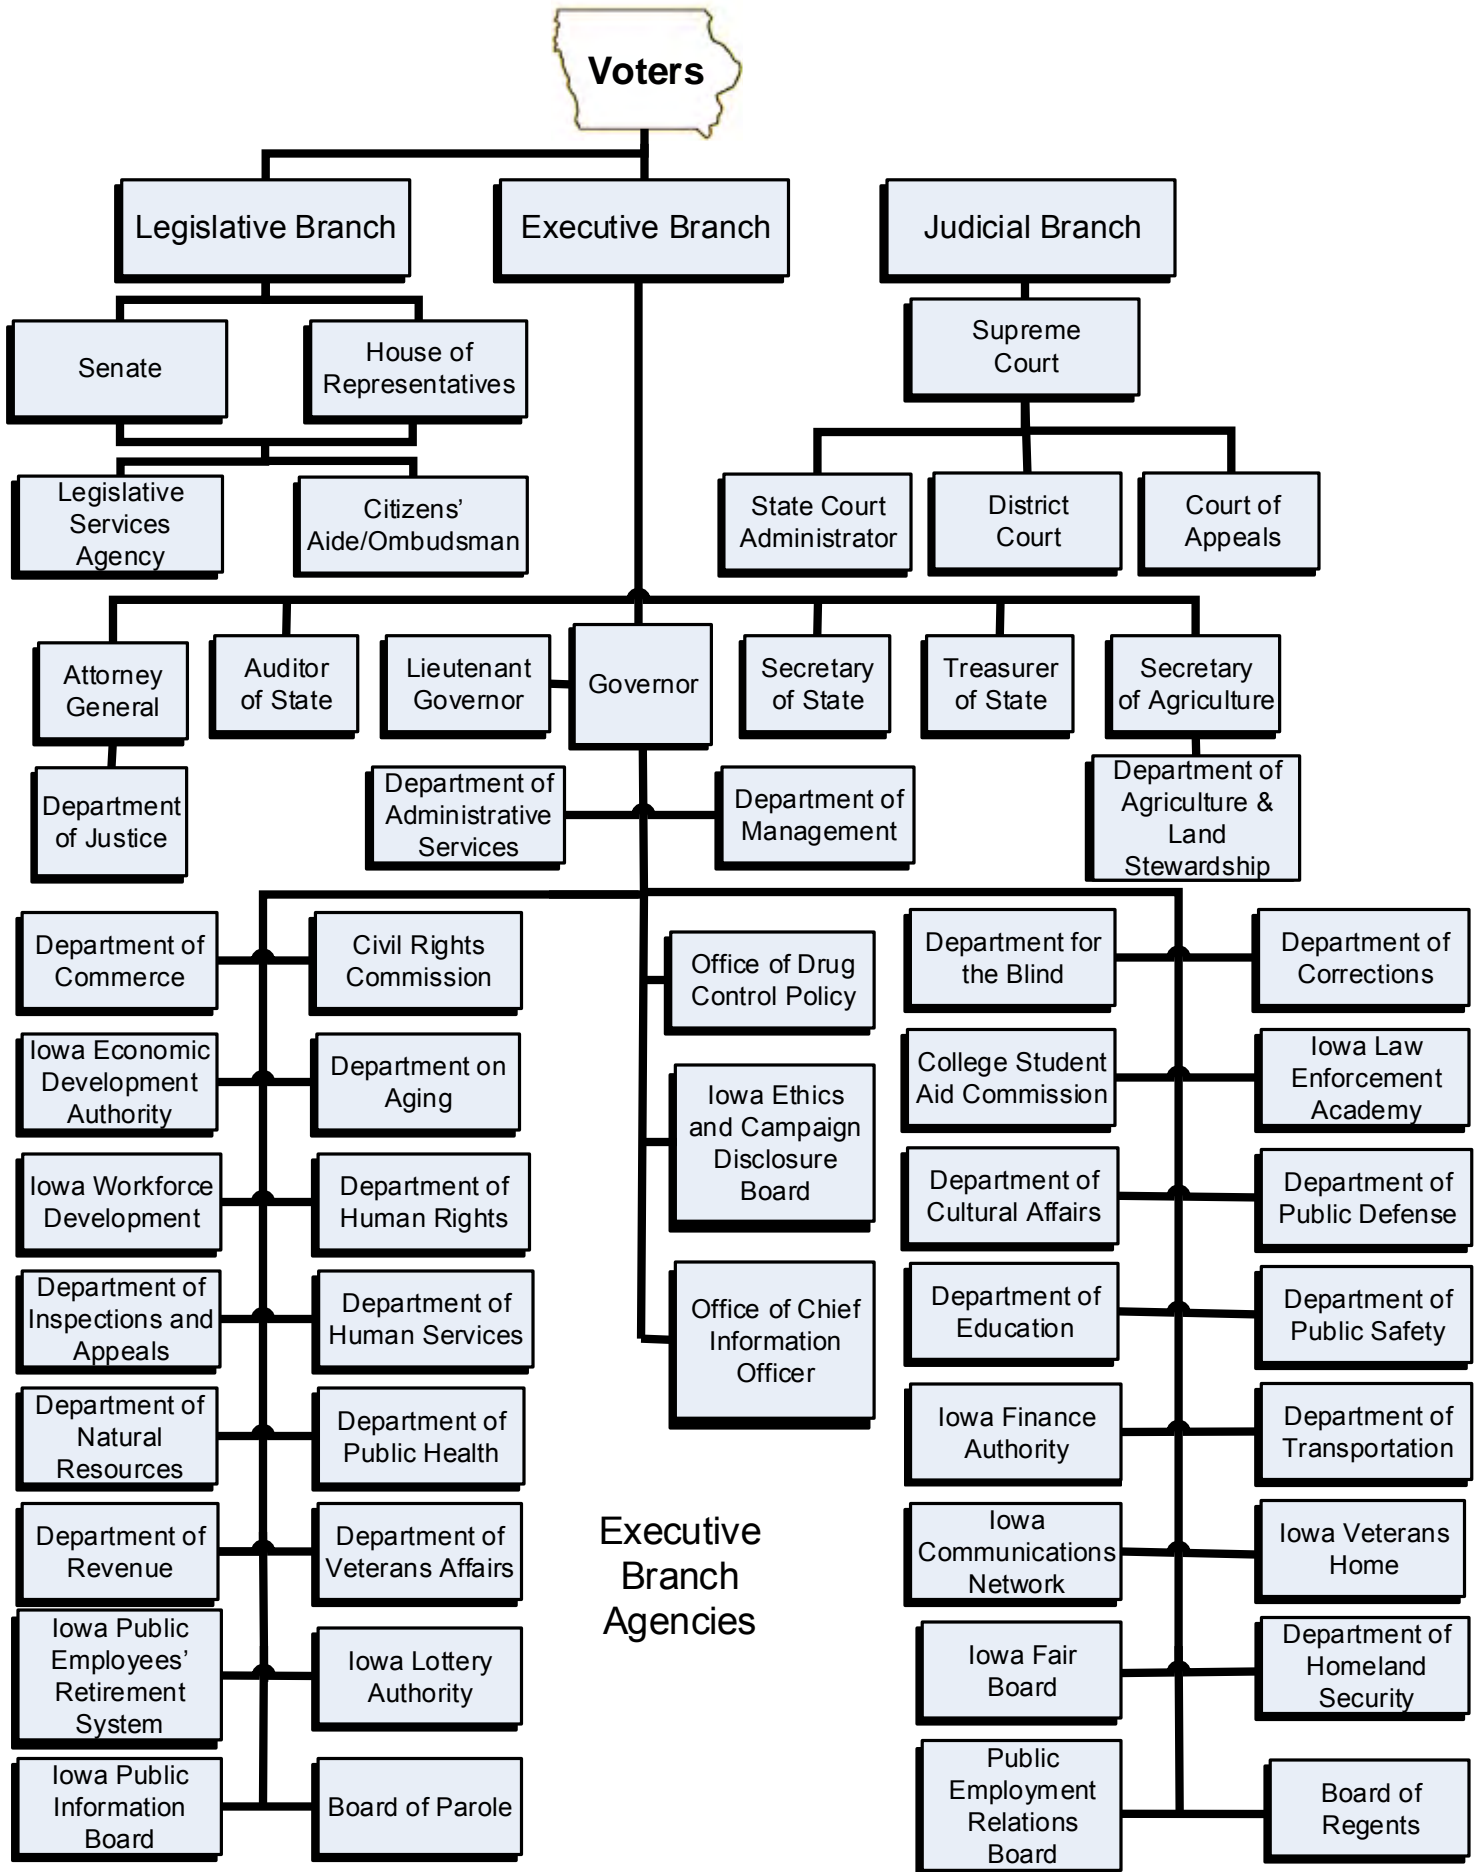 Voters
Legislative Branch
Executive Branch
Judicial Branch
Senate
House of
Representatives
Supreme
Court
Legislative
Services
Agency
Citizens’
Aide/Ombudsman
State Court
Administrator
District
Court
Court of
Appeals
Attorney
General
Auditor
of State
Lieutenant
Governor
Governor
Secretary
of State
Treasurer
of State
Secretary
of Agriculture
Department
of Justice
Department of
Administrative
Services
Department of
Management
Department of
Agriculture &
Land
Stewardship
Department of
Commerce
Civil Rights
Commission
Office of Drug
Control Policy
Department for
the Blind
Department of
Corrections
Iowa Economic
Development
Authority
Department on
Aging
Iowa Ethics
and Campaign
Disclosure
Board
College Student
Aid Commission
Iowa Law
Enforcement
Academy
Iowa Workforce
Development
Department of
Human Rights
Department of
Cultural Affairs
Department of
Public Defense
Department of
Inspections and
Appeals
Department of
Human Services
Office of Chief
Information
Officer
Department of
Education
Department of
Public Safety
Department of
Natural
Resources
Department of
Public Health
Iowa Finance
Authority
Department of
Transportation
Department of
Revenue
Department of
Veterans Affairs
Executive
Branch
Agencies
Iowa
Communications
Network
Iowa Veterans
Home
Iowa Public
Employees’
Retirement
System
Iowa Lottery
Authority
Iowa Fair
Board
Department of
Homeland
Security
Iowa Public
Information
Board
Board of Parole
Public
Employment
Relations
Board
Board of
Regents